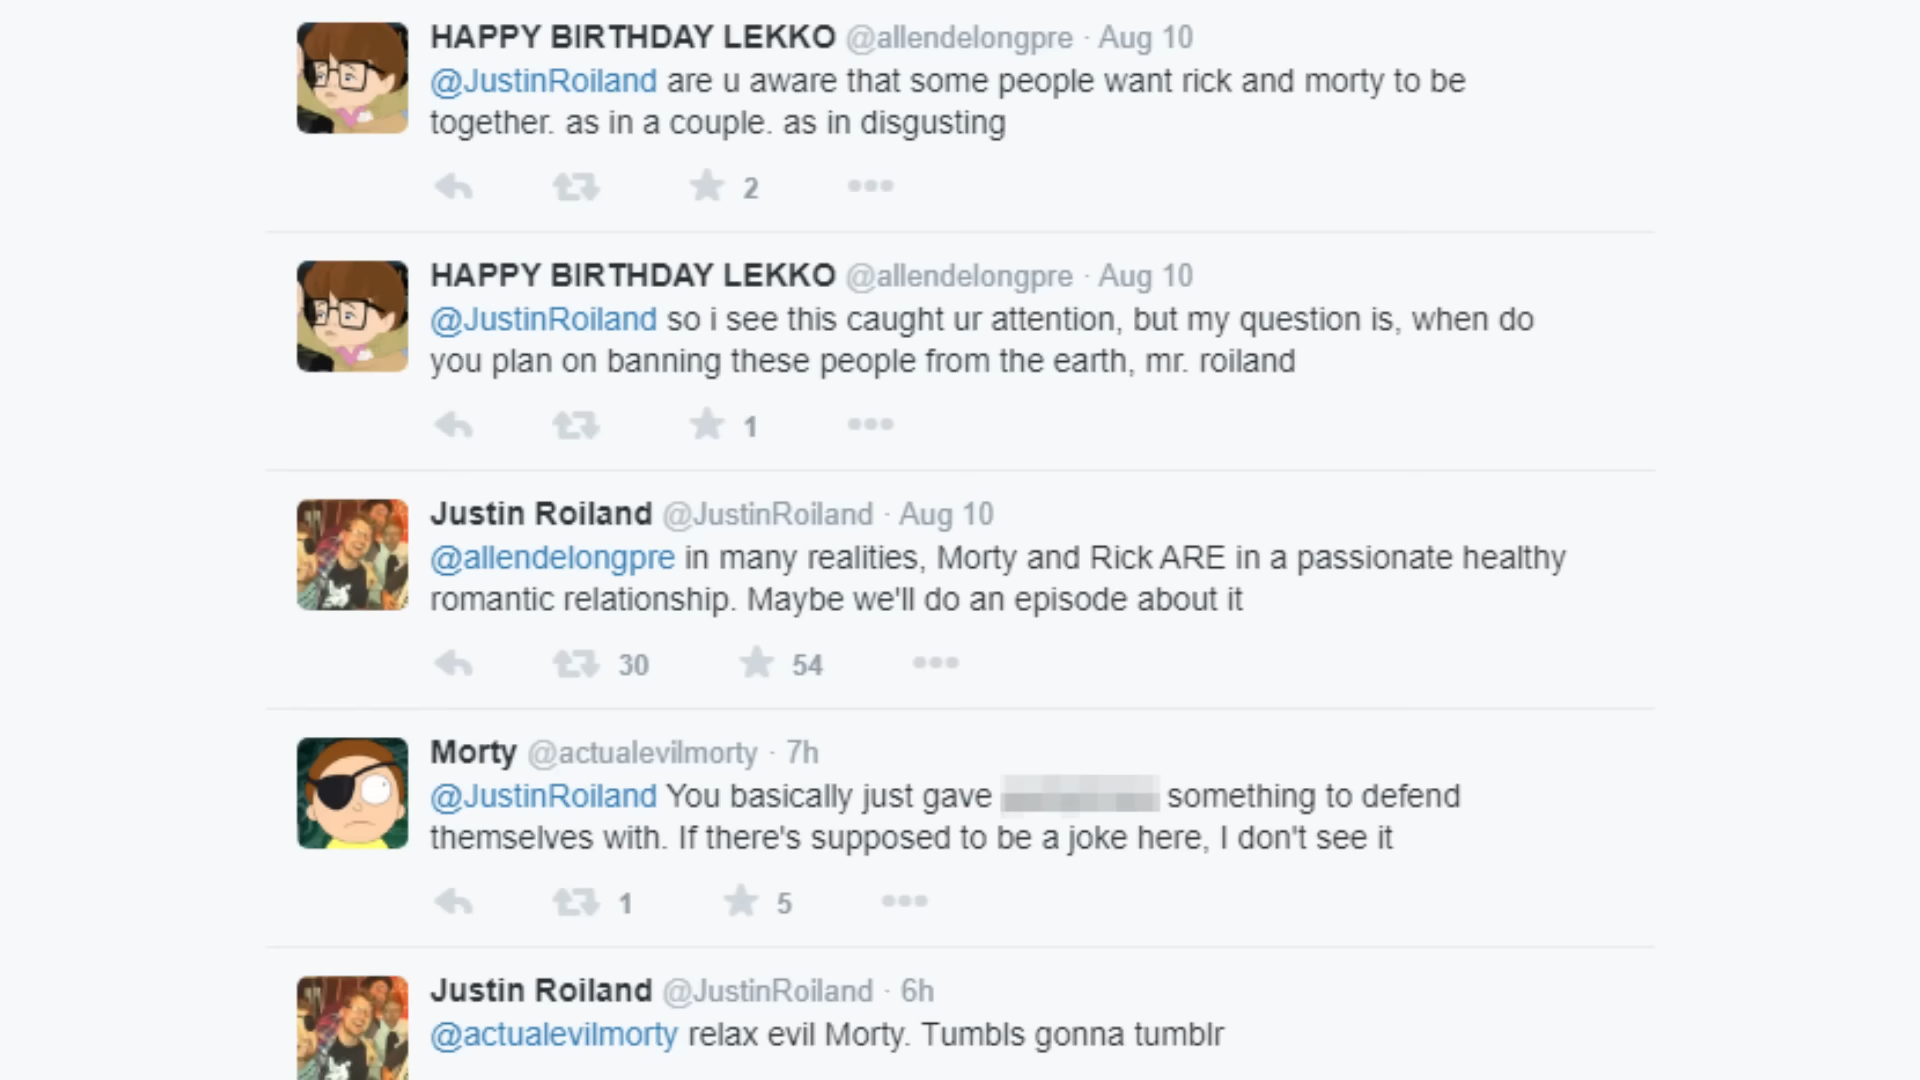 HAPPY BIRTHDAY LEKKO @allendelongpre · Aug 10
@JustinRoiland are u aware that some people want rick and morty to be
together. as in a couple. as in disgusting
2
HAPPY BIRTHDAY LEKKO @allendelongpre · Aug 10
@JustinRoiland so i see this caught ur attention, but my question is, when do
you plan on banning these people from the earth, mr. roiland
1
Justin Roiland @JustinRoiland · Aug 10
@allendelongpre in many realities, Morty and Rick ARE in a passionate healthy
romantic relationship. Maybe we'll do an episode about it
30 54
Morty @actualevilmorty · 7h
@JustinRoiland You basically just gave something to defend
themselves with. If there's supposed to be a joke here, I don't see it
1 5
Justin Roiland @JustinRoiland · 6h
@actualevilmorty relax evil Morty. Tumbls gonna tumblr